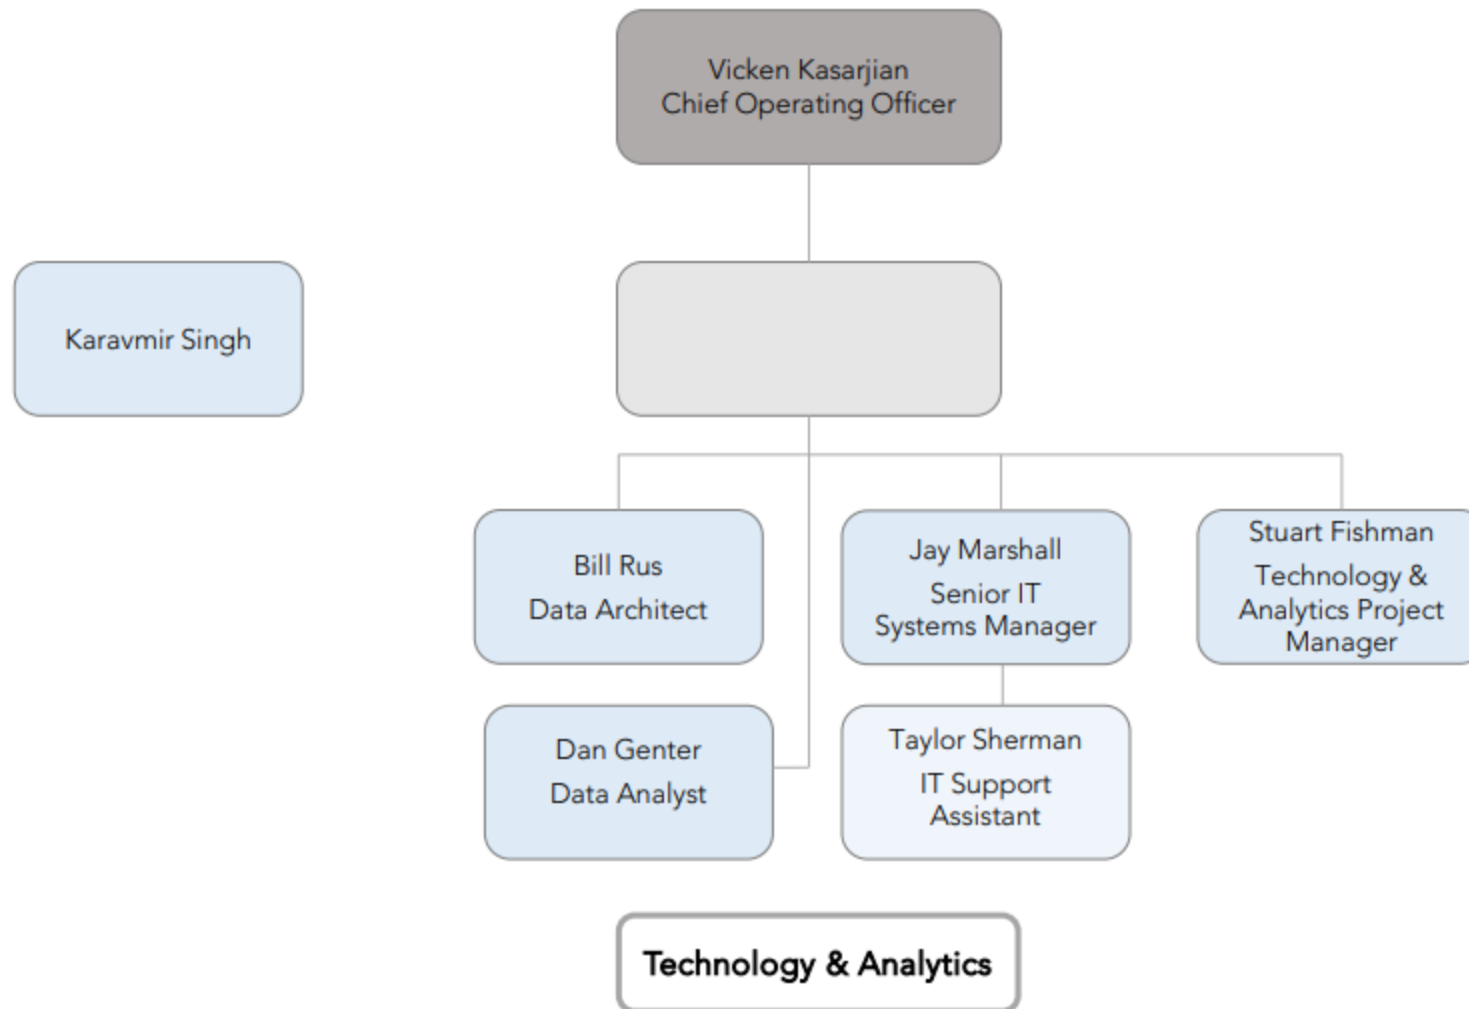 Vicken Kasarjian
Chief Operating Officer
Karavmir Singh
Bill Rus
Data Architect
Jay Marshall
Senior IT
Systems Manager
Stuart Fishman
Technology &
Analytics Project
Manager
Dan Genter
Data Analyst
Taylor Sherman
IT Support
Assistant
Technology & Analytics